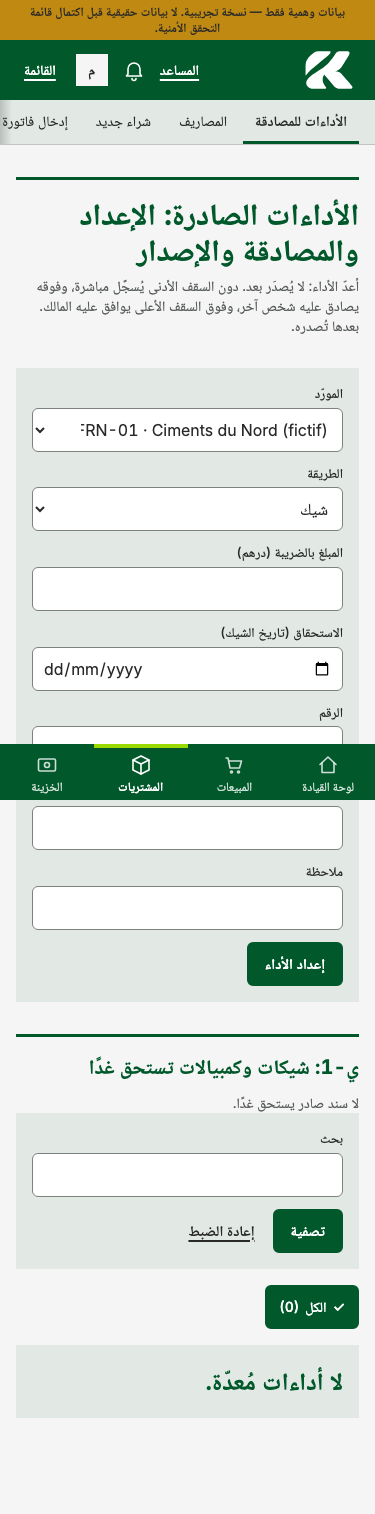 بيانات وهمية فقط — نسخة تجريبية. لا بيانات حقيقية قبل اكتمال قائمة
التحقق الأمنية.
المساعد
م
القائمة
الأداءات للمصادقة
المصاريف
شراء جديد
إدخال فاتورة
الأداءات الصادرة: الإعداد
والمصادقة والإصدار
أعدّ الأداء: لا يُصدَر بعد. دون السقف الأدنى يُسجَّل مباشرة، وفوقه
يصادق عليه شخص آخر، وفوق السقف الأعلى يوافق عليه المالك.
بعدها تُصدره.
المورّد
FRN-01 · Ciments du Nord (fictif)
الطريقة
شيك
المبلغ بالضريبة (درهم)
الاستحقاق (تاريخ الشيك)
dd/mm/yyyy
الرقم
لوحة القيادة
المبيعات
المشتريات
الخزينة
ملاحظة
إعداد الأداء
ي-1: شيكات وكمبيالات تستحق غدًا
لا سند صادر يستحق غدًا.
بحث
تصفية
إعادة الضبط
✓ الكل (0)
لا أداءات مُعدّة.